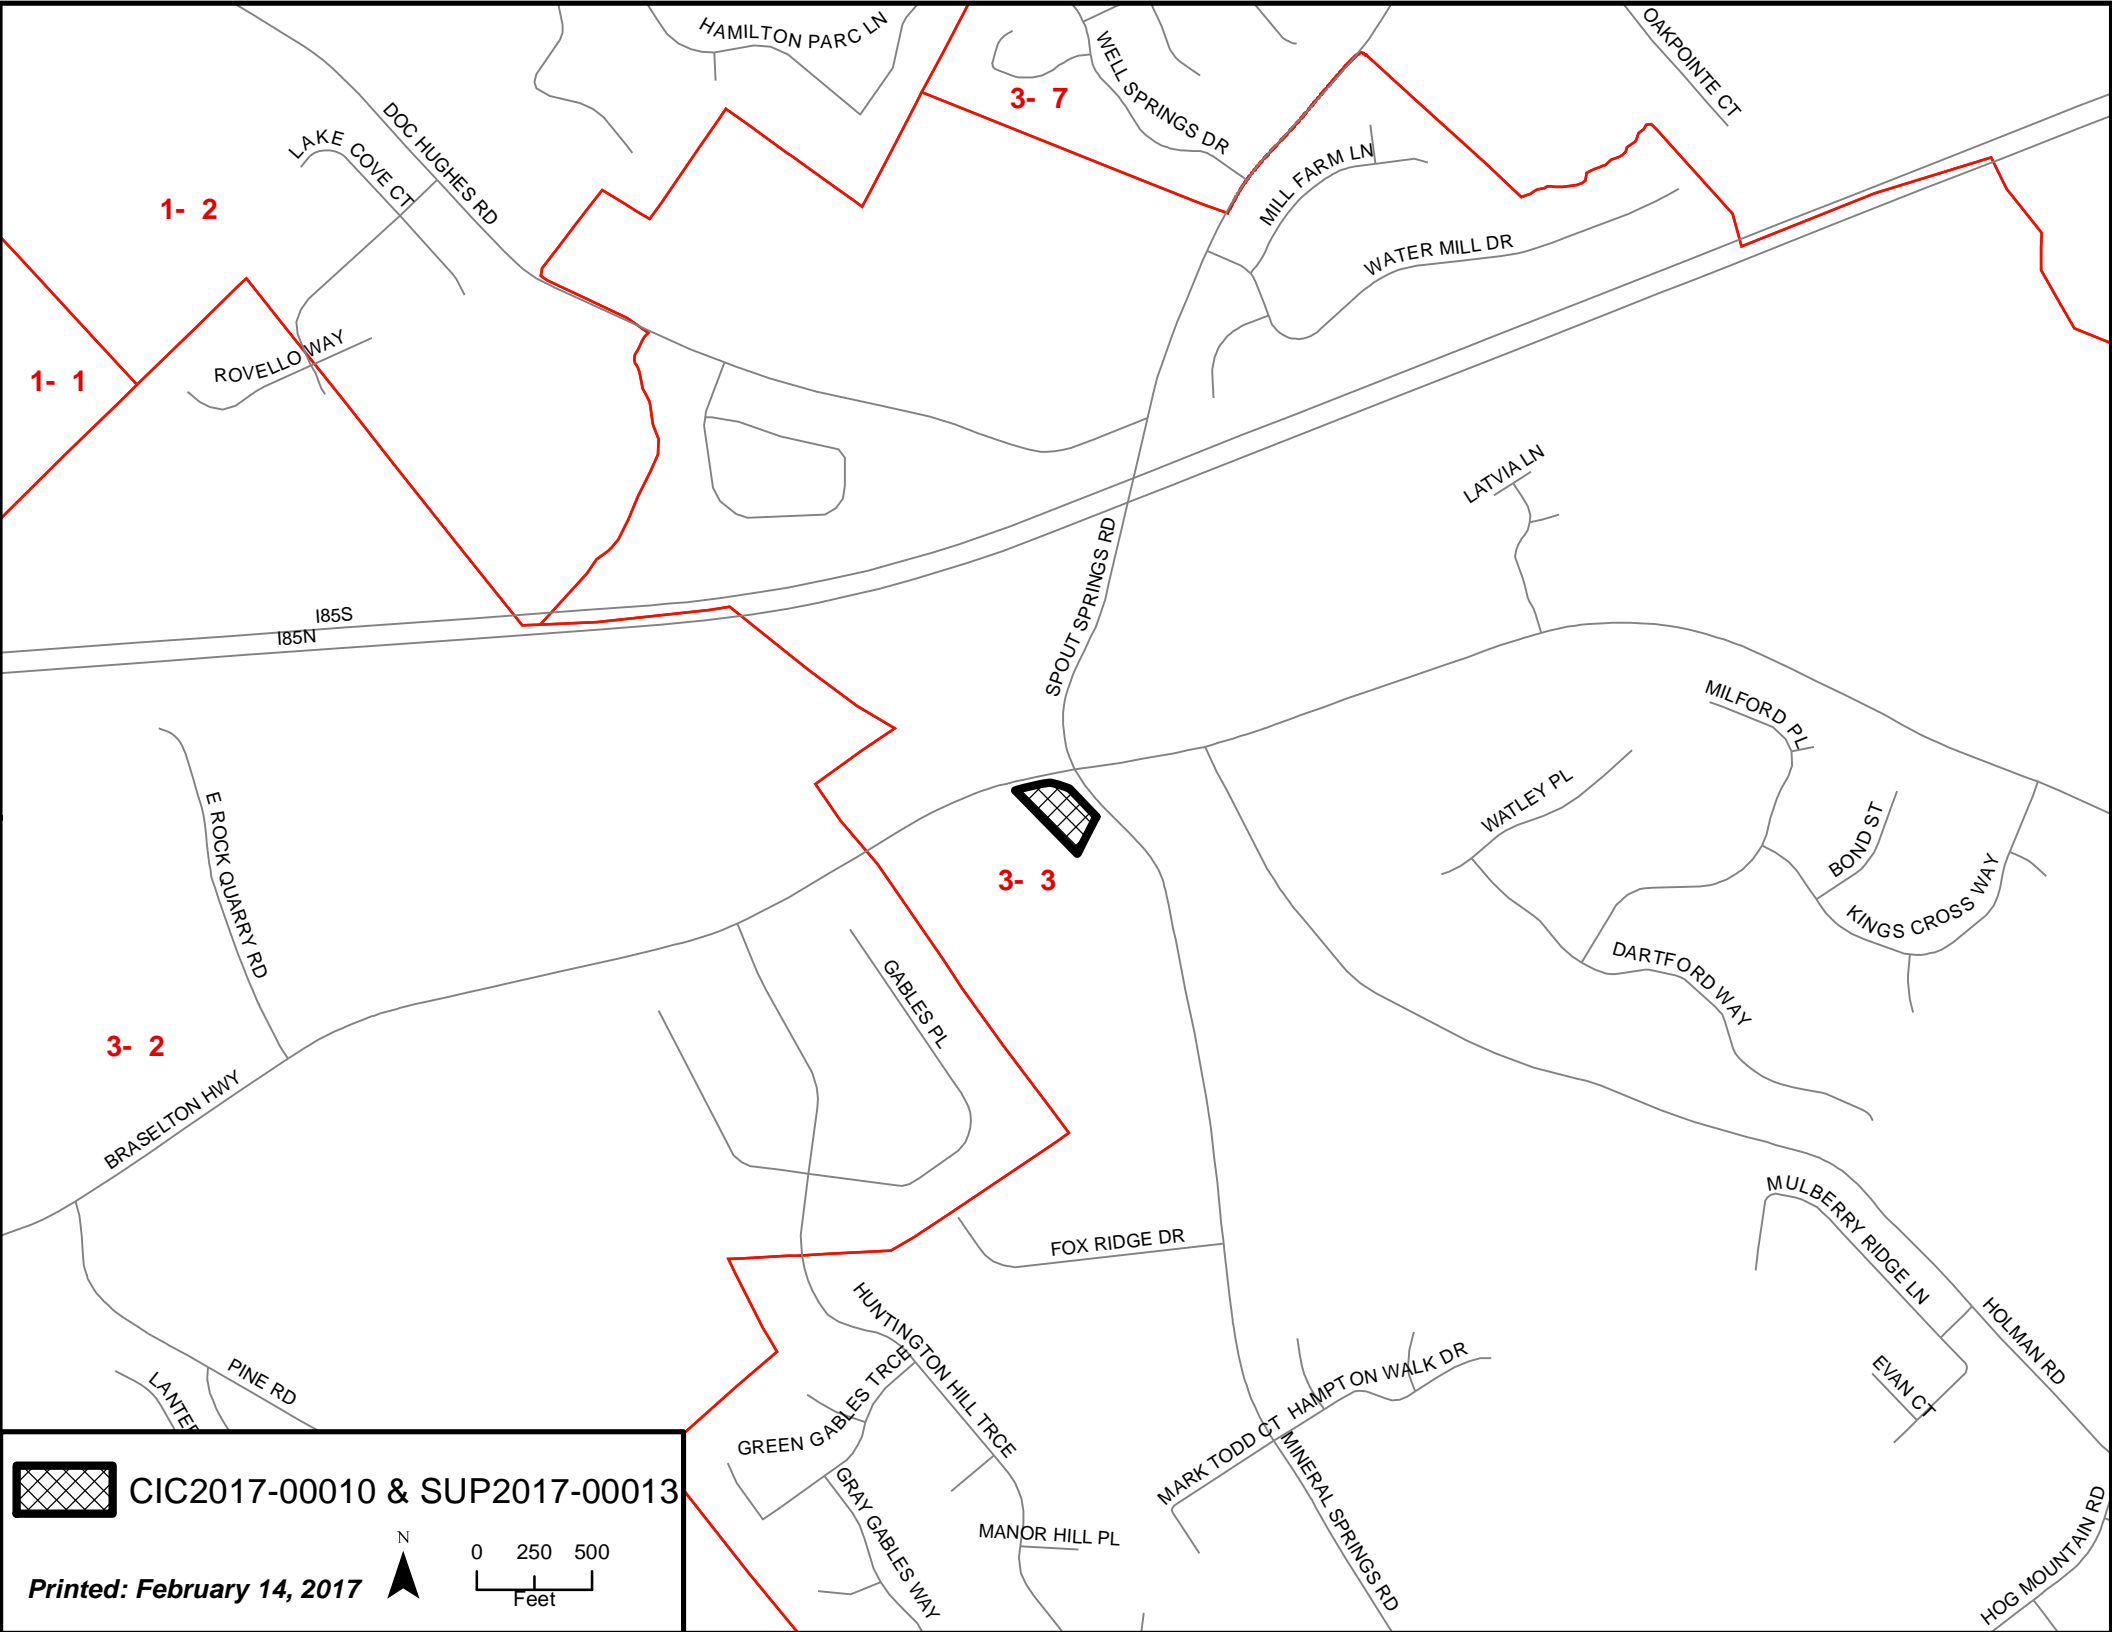 HAMILTON PARC LN
OAKPOINTE CT
WELL SPRINGS DR
3- 7
DOC HUGHES RD
LAKE COVE CT
MILL FARM LN
1- 2
WATER MILL DR
ROVELLO WAY
1- 1
LATVIA LN
SPOUT SPRINGS RD
I85S
I85N
MILFORD PL
WATLEY PL
E ROCK QUARRY RD
BOND ST
3- 3
KINGS CROSS WAY
DARTFORD WAY
GABLES PL
3- 2
BRASELTON HWY
MULBERRY RIDGE LN
FOX RIDGE DR
HUNTINGTON HILL TRCE
HOLMAN RD
PINE RD
LANTER
GREEN GABLES TRCE
HAMPTON WALK DR
EVAN CT
MARK TODD CT
MINERAL SPRINGS RD
GRAY GABLES WAY
MANOR HILL PL
HOG MOUNTAIN RD
CIC2017-00010 & SUP2017-00013
N
0 250 500
Feet
Printed: February 14, 2017